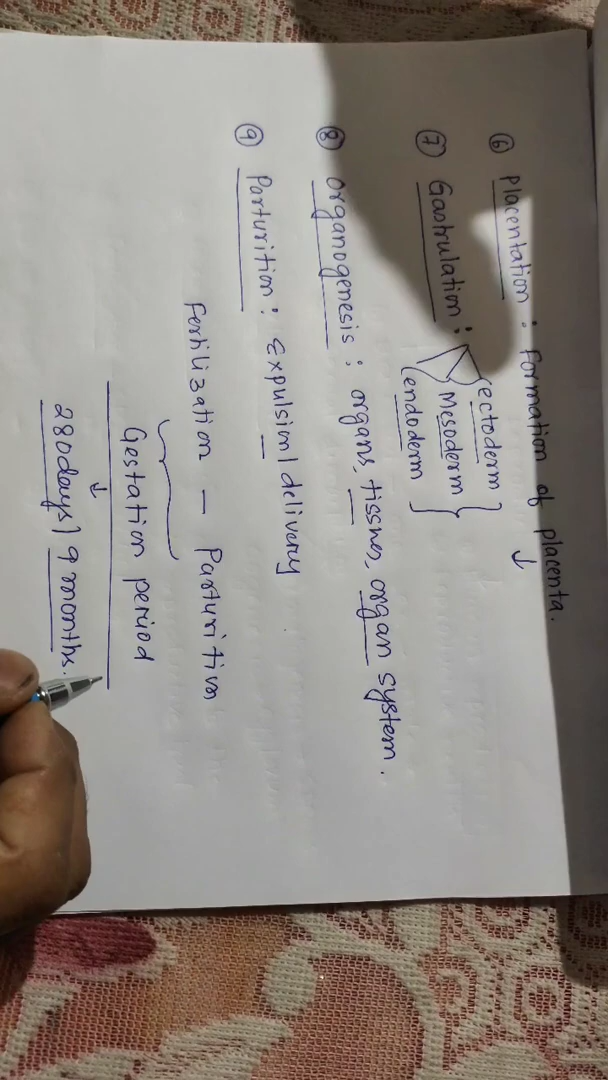 ⑥ Placentation : formation of placenta.
↓
⑦ Gastrulation : ectoderm
Mesoderm
endoderm
⑧ organogenesis : organs, tissues, organ system.
⑨ Parturition : Expulsion/delivery
fertilization — Parturition
Gestation period
↓
280days/9 months.